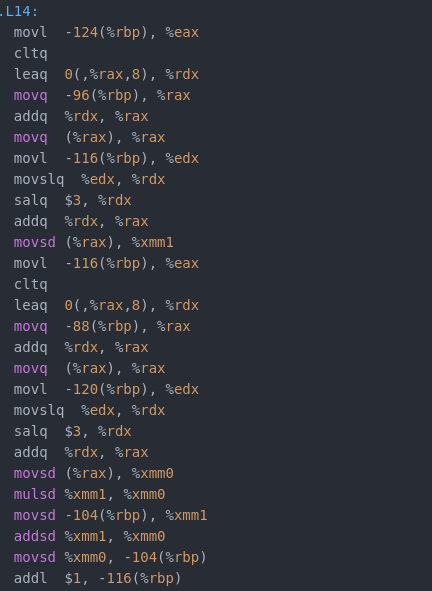 .L14:
movl -124(%rbp), %eax
cltq
leaq 0(,%rax,8), %rdx
movq -96(%rbp), %rax
addq %rdx, %rax
movq (%rax), %rax
movl -116(%rbp), %edx
movslq %edx, %rdx
salq $3, %rdx
addq %rdx, %rax
movsd (%rax), %xmm1
movl -116(%rbp), %eax
cltq
leaq 0(,%rax,8), %rdx
movq -88(%rbp), %rax
addq %rdx, %rax
movq (%rax), %rax
movl -120(%rbp), %edx
movslq %edx, %rdx
salq $3, %rdx
addq %rdx, %rax
movsd (%rax), %xmm0
mulsd %xmm1, %xmm0
movsd -104(%rbp), %xmm1
addsd %xmm1, %xmm0
movsd %xmm0, -104(%rbp)
addl $1, -116(%rbp)